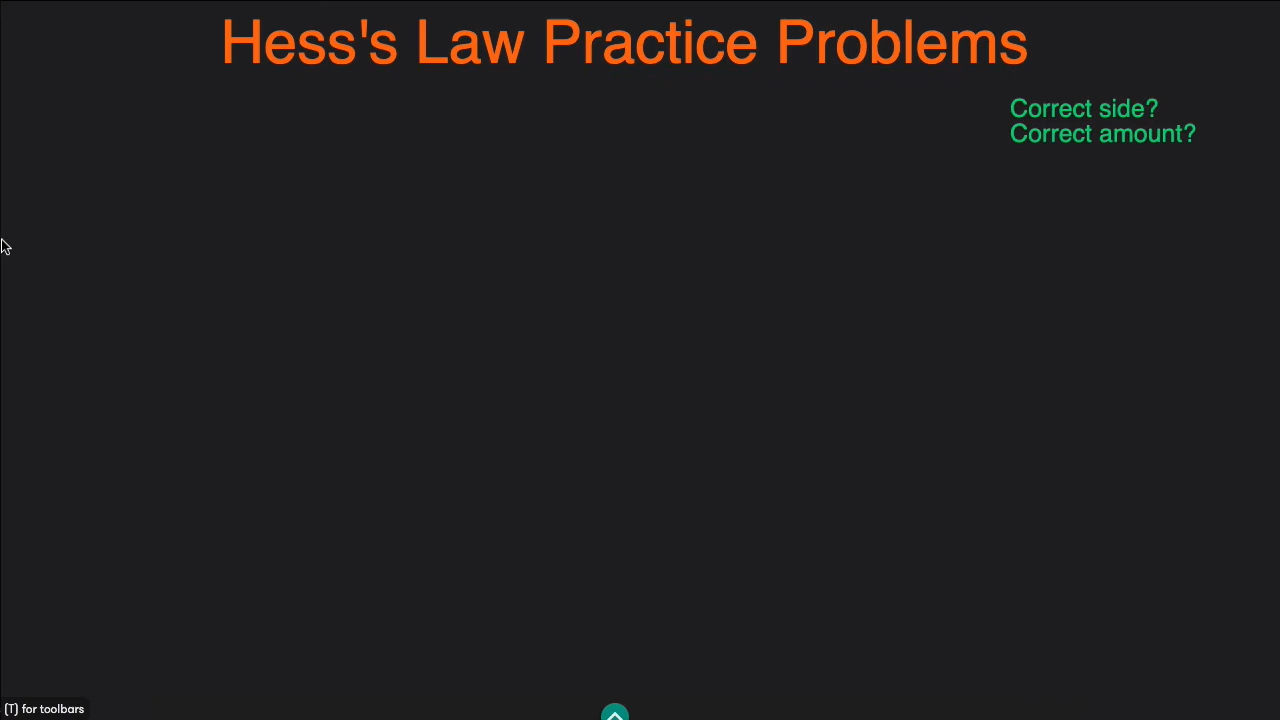 Hess's Law Practice Problems
Correct side?
Correct amount?
(T) for toolbars